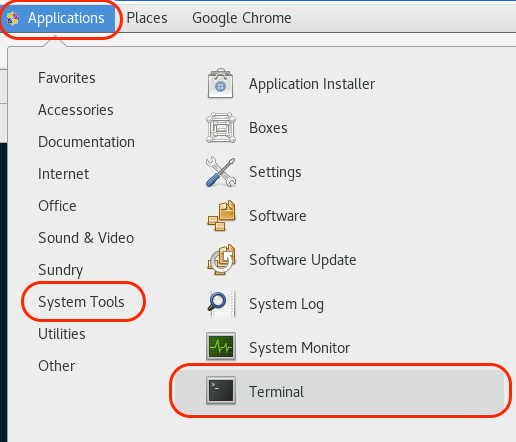 Applications Places Google Chrome
Favorites
Accessories
Documentation
Internet
Office
Sound & Video
Sundry
System Tools
Utilities
Other
Application Installer
Boxes
Settings
Software
Software Update
System Log
System Monitor
Terminal